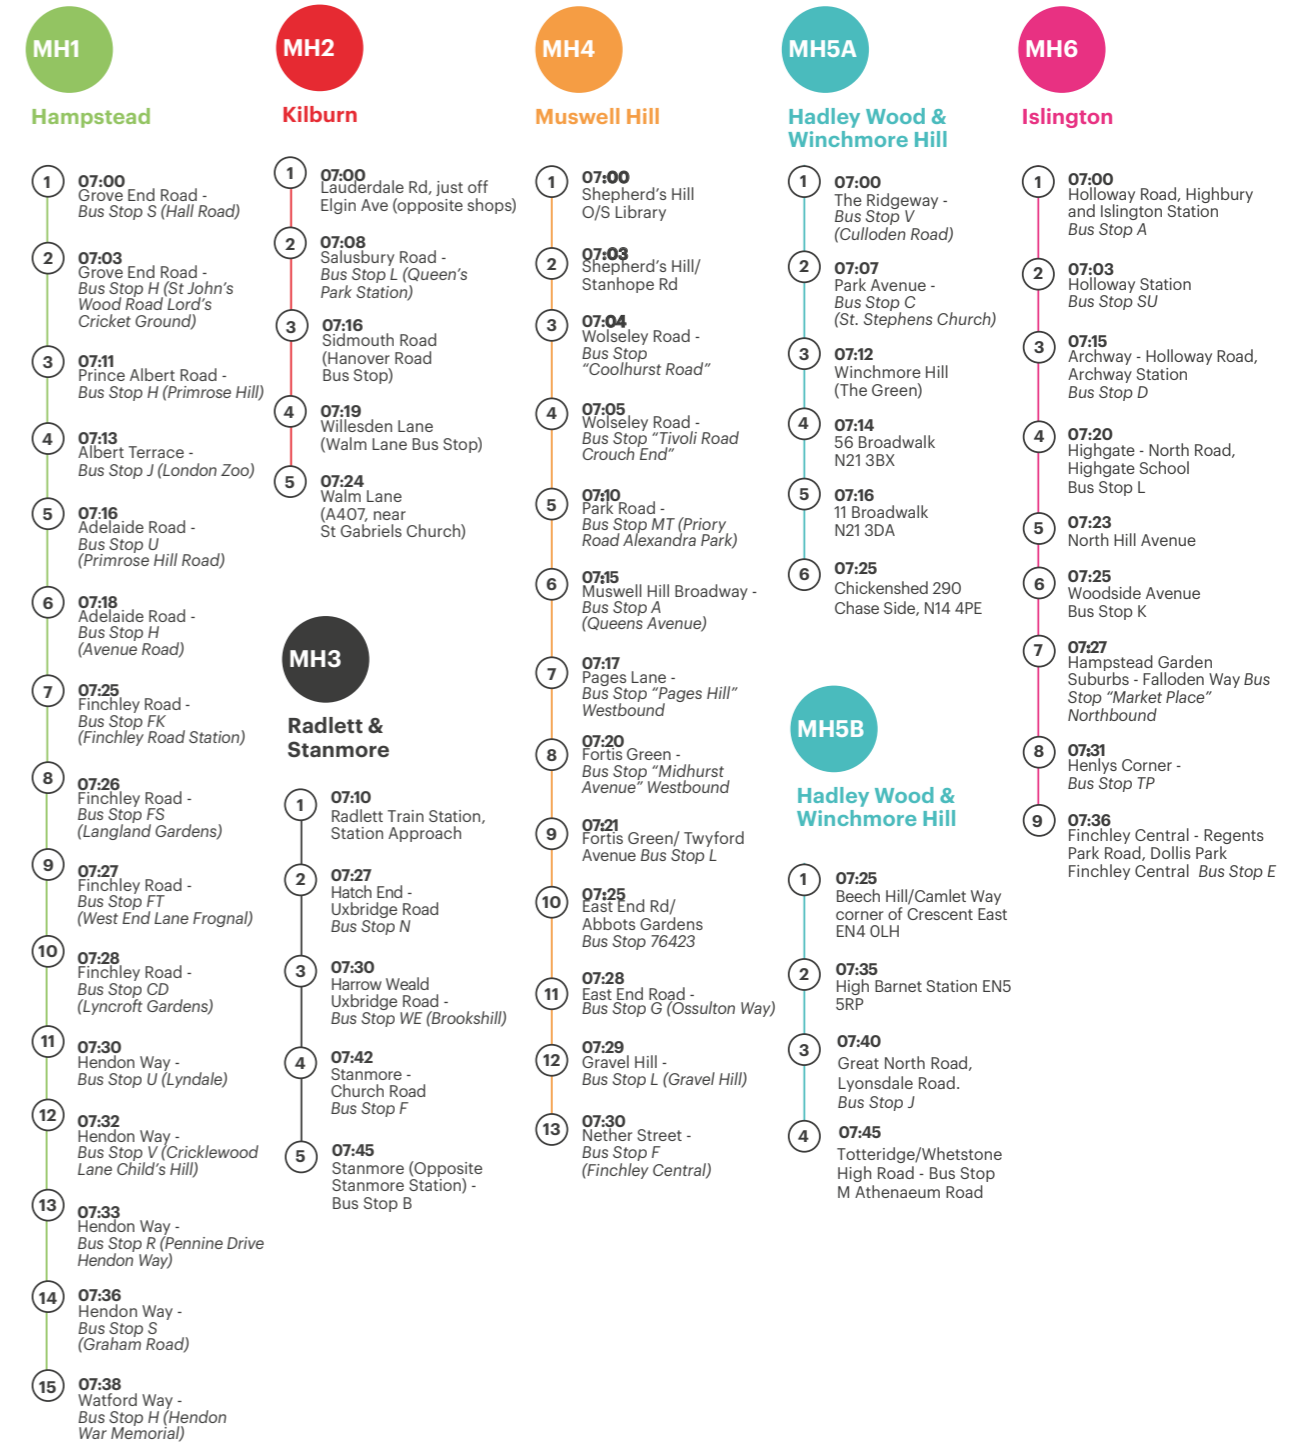 MH1
Hampstead
1
07:00
Grove End Road -
Bus Stop S (Hall Road)
2
07:03
Grove End Road -
Bus Stop H (St John's
Wood Road Lord's
Cricket Ground)
3
07:11
Prince Albert Road -
Bus Stop H (Primrose Hill)
4
07:13
Albert Terrace -
Bus Stop J (London Zoo)
5
07:16
Adelaide Road -
Bus Stop U
(Primrose Hill Road)
6
07:18
Adelaide Road -
Bus Stop H
(Avenue Road)
7
07:25
Finchley Road -
Bus Stop FK
(Finchley Road Station)
8
07:26
Finchley Road -
Bus Stop FS
(Langland Gardens)
9
07:27
Finchley Road -
Bus Stop FT
(West End Lane Frognal)
10
07:28
Finchley Road -
Bus Stop CD
(Lyncroft Gardens)
11
07:30
Hendon Way -
Bus Stop U (Lyndale)
12
07:32
Hendon Way -
Bus Stop V (Cricklewood
Lane Child's Hill)
13
07:33
Hendon Way -
Bus Stop R (Pennine Drive
Hendon Way)
14
07:36
Hendon Way -
Bus Stop S
(Graham Road)
15
07:38
Watford Way -
Bus Stop H (Hendon
War Memorial)
MH2
Kilburn
1
07:00
Lauderdale Rd, just off
Elgin Ave (opposite shops)
2
07:08
Salusbury Road -
Bus Stop L (Queen's
Park Station)
3
07:16
Sidmouth Road
(Hanover Road
Bus Stop)
4
07:19
Willesden Lane
(Walm Lane Bus Stop)
5
07:24
Walm Lane
(A407, near
St Gabriels Church)
MH3
Radlett &
Stanmore
1
07:10
Radlett Train Station,
Station Approach
2
07:27
Hatch End -
Uxbridge Road
Bus Stop N
3
07:30
Harrow Weald
Uxbridge Road -
Bus Stop WE (Brookshill)
4
07:42
Stanmore -
Church Road
Bus Stop F
5
07:45
Stanmore (Opposite
Stanmore Station) -
Bus Stop B
MH4
Muswell Hill
1
07:00
Shepherd's Hill
O/S Library
2
07:03
Shepherd's Hill/
Stanhope Rd
3
07:04
Wolseley Road -
Bus Stop
"Coolhurst Road"
4
07:05
Wolseley Road -
Bus Stop "Tivoli Road
Crouch End"
5
07:10
Park Road -
Bus Stop MT (Priory
Road Alexandra Park)
6
07:15
Muswell Hill Broadway -
Bus Stop A
(Queens Avenue)
7
07:17
Pages Lane -
Bus Stop "Pages Hill"
Westbound
8
07:20
Fortis Green -
Bus Stop "Midhurst
Avenue" Westbound
9
07:21
Fortis Green/ Twyford
Avenue Bus Stop L
10
07:25
East End Rd/
Abbots Gardens
Bus Stop 76423
11
07:28
East End Road -
Bus Stop G (Ossulton Way)
12
07:29
Gravel Hill -
Bus Stop L (Gravel Hill)
13
07:30
Nether Street -
Bus Stop F
(Finchley Central)
MH5A
Hadley Wood &
Winchmore Hill
1
07:00
The Ridgeway -
Bus Stop V
(Culloden Road)
2
07:07
Park Avenue -
Bus Stop C
(St. Stephens Church)
3
07:12
Winchmore Hill
(The Green)
4
07:14
56 Broadwalk
N21 3BX
5
07:16
11 Broadwalk
N21 3DA
6
07:25
Chickenshed 290
Chase Side, N14 4PE
MH5B
Hadley Wood &
Winchmore Hill
1
07:25
Beech Hill/Camlet Way
corner of Crescent East
EN4 0LH
2
07:35
High Barnet Station EN5
5RP
3
07:40
Great North Road,
Lyonsdale Road.
Bus Stop J
4
07:45
Totteridge/Whetstone
High Road - Bus Stop
M Athenaeum Road
MH6
Islington
1
07:00
Holloway Road, Highbury
and Islington Station
Bus Stop A
2
07:03
Holloway Station
Bus Stop SU
3
07:15
Archway - Holloway Road,
Archway Station
Bus Stop D
4
07:20
Highgate - North Road,
Highgate School
Bus Stop L
5
07:23
North Hill Avenue
6
07:25
Woodside Avenue
Bus Stop K
7
07:27
Hampstead Garden
Suburbs - Falloden Way Bus
Stop "Market Place"
Northbound
8
07:31
Henlys Corner -
Bus Stop TP
9
07:36
Finchley Central - Regents
Park Road, Dollis Park
Finchley Central Bus Stop E